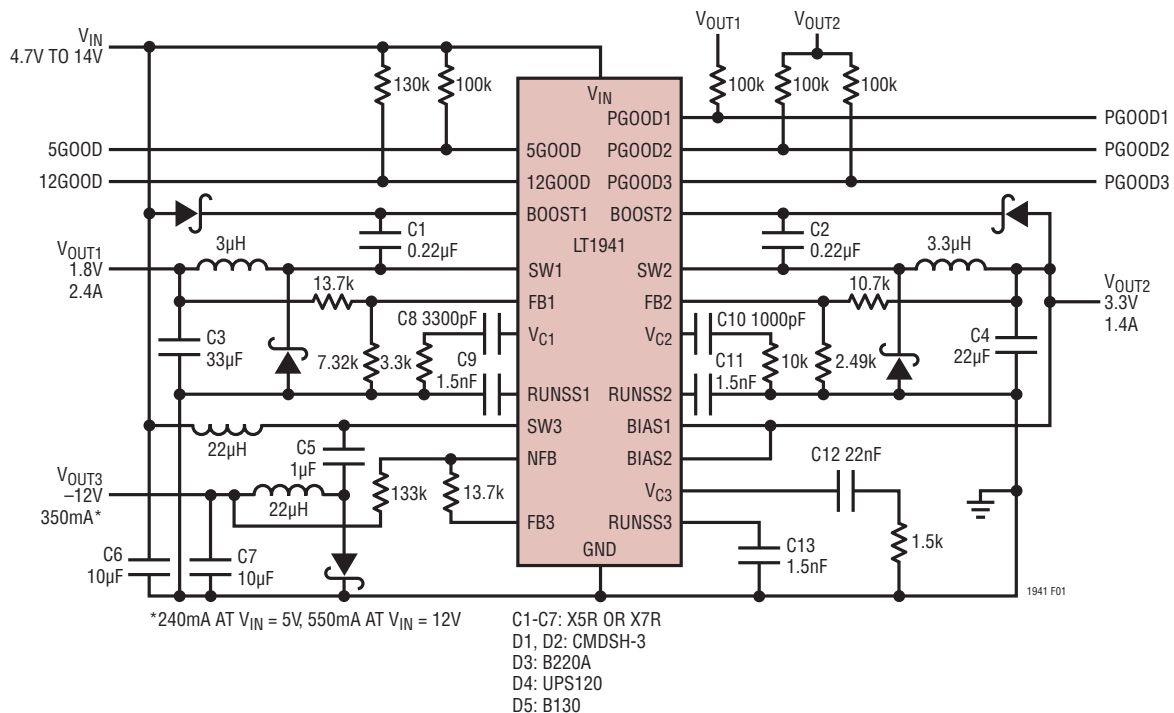 VIN
4.7V TO 14V
130k
100k
VOUT1
VOUT2
100k
100k
100k
VIN
PGOOD1
PGOOD1
5GOOD
5GOOD
PGOOD2
PGOOD2
12GOOD
12GOOD
PGOOD3
PGOOD3
BOOST1
BOOST2
LT1941
C1
0.22µF
C2
0.22µF
VOUT1
1.8V
2.4A
3µH
SW1
SW2
3.3µH
VOUT2
3.3V
1.4A
13.7k
FB1
FB2
10.7k
C8 3300pF
VC1
VC2
C10 1000pF
C3
33µF
7.32k
3.3k
C9
1.5nF
C11
1.5nF
10k
2.49k
C4
22µF
RUNSS1
RUNSS2
22µH
SW3
BIAS1
C5
1µF
NFB
BIAS2
VOUT3
–12V
350mA*
22µH
133k
13.7k
VC3
C12 22nF
FB3
RUNSS3
1.5k
C6
10µF
C7
10µF
GND
C13
1.5nF
1941 F01
*240mA AT VIN = 5V, 550mA AT VIN = 12V
C1-C7: X5R OR X7R
D1, D2: CMDSH-3
D3: B220A
D4: UPS120
D5: B130